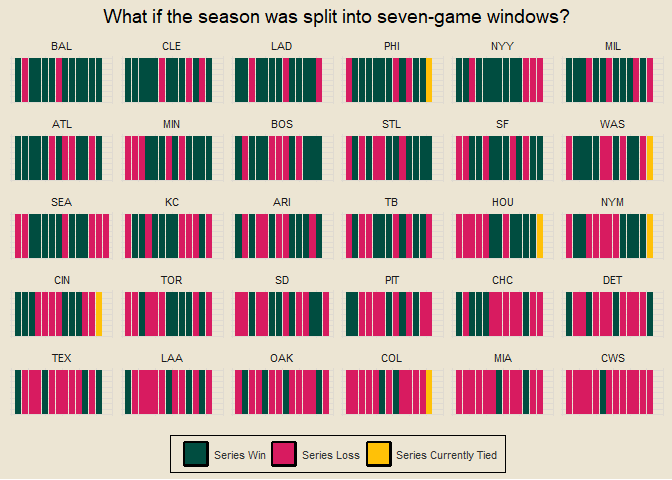 What if the season was split into seven-game windows?
BAL CLE LAD PHI NYY MIL
ATL MIN BOS STL SF WAS
SEA KC ARI TB HOU NYM
CIN TOR SD PIT CHC DET
TEX LAA OAK COL MIA CWS
Series Win Series Loss Series Currently Tied